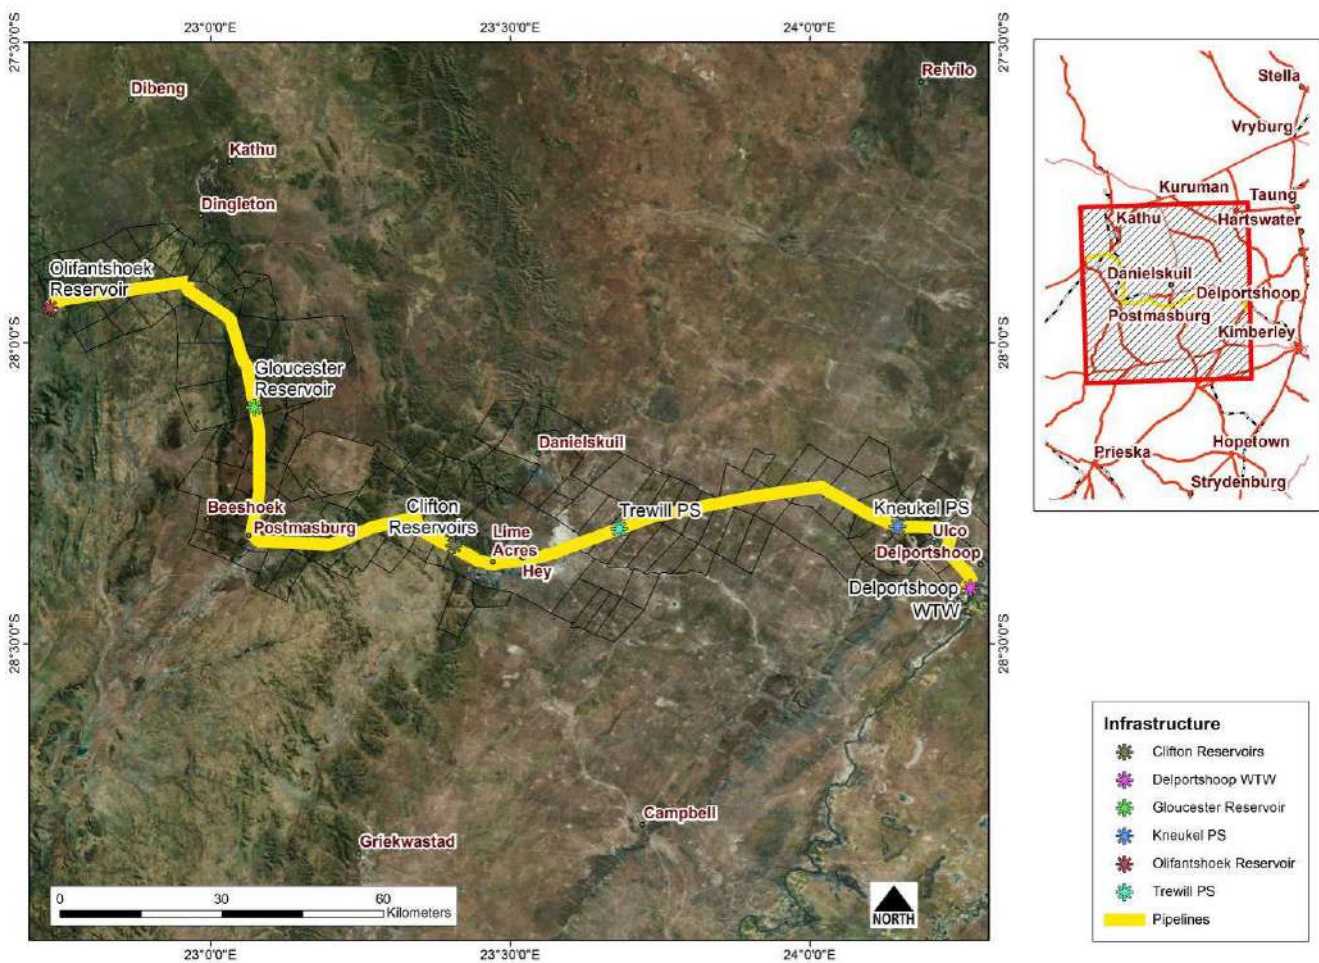 23°0'0"E
23°30'0"E
24°0'0"E
27°30'0"S
28°0'0"S
28°30'0"S
27°30'0"S
28°0'0"S
28°30'0"S
Dibeng
Reivilo
Kathu
Dingleton
Olifantshoek
Reservoir
Gloucester
Reservoir
Danielskuil
Beeshoek
Postmasburg
Clifton
Reservoirs
Lime
Acres
Hey
Trewill PS
Kneukel PS
Ulco
Delportshoop
Delportshoop
WTW
Campbell
Griekwastad
0
30
60
Kilometers
NORTH
23°0'0"E
23°30'0"E
24°0'0"E
Stella
Vryburg
Kuruman
Taung
Kathu
Hartswater
Danielskuil
Delportshoop
Postmasburg
Kimberley
Prieska
Hopetown
Strydenburg
Infrastructure
Clifton Reservoirs
Delportshoop WTW
Gloucester Reservoir
Kneukel PS
Olifantshoek Reservoir
Trewill PS
Pipelines